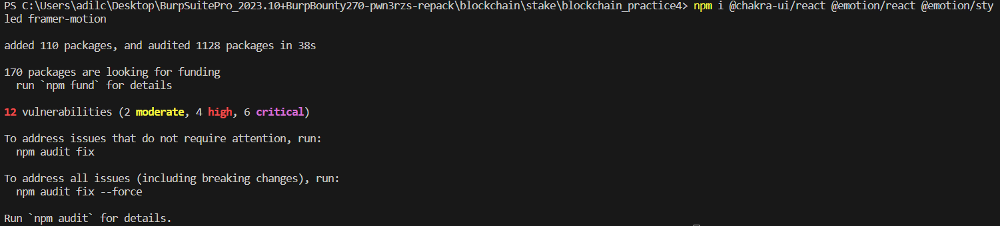 PS C:\Users\adilc\Desktop\BurpSuitePro_2023.10+BurpBounty270-pwn3rzs-repack\blockchain\stake\blockchain_practice4> npm i @chakra-ui/react @emotion/react @emotion/sty
led framer-motion
added 110 packages, and audited 1128 packages in 38s
170 packages are looking for funding
  run `npm fund` for details
12 vulnerabilities (2 moderate, 4 high, 6 critical)
To address issues that do not require attention, run:
  npm audit fix
To address all issues (including breaking changes), run:
  npm audit fix --force
Run `npm audit` for details.